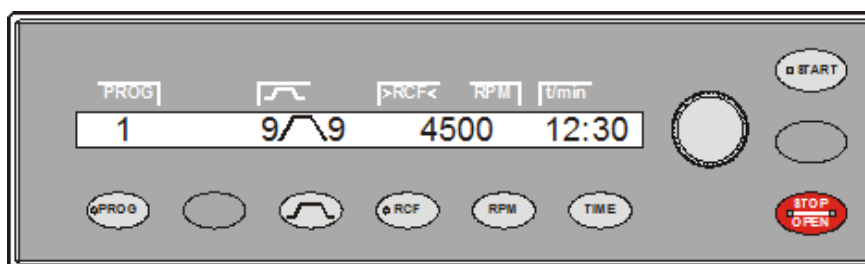 PROG >RCF< RPM t/min START
1 9 9 4500 12:30
PROG RCF RPM TIME STOP
OPEN